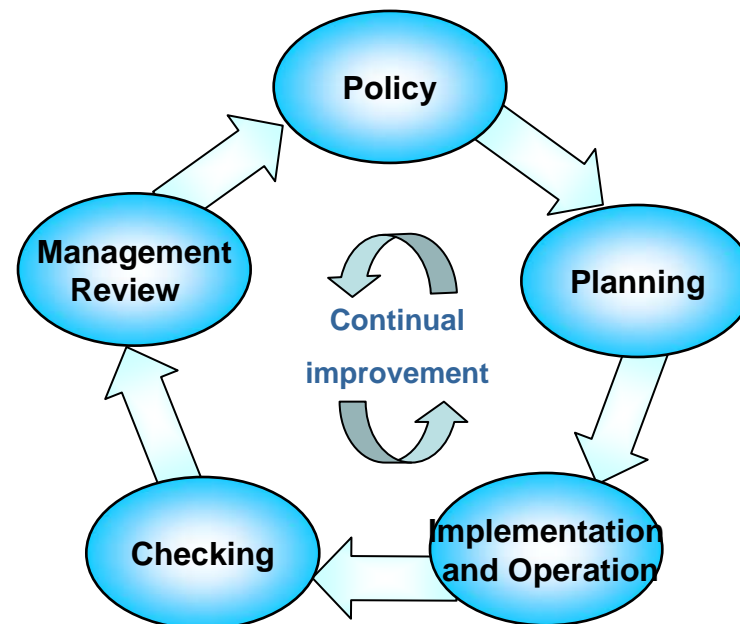 Policy
Planning
Implementation
and Operation
Checking
Management
Review
Continual
improvement